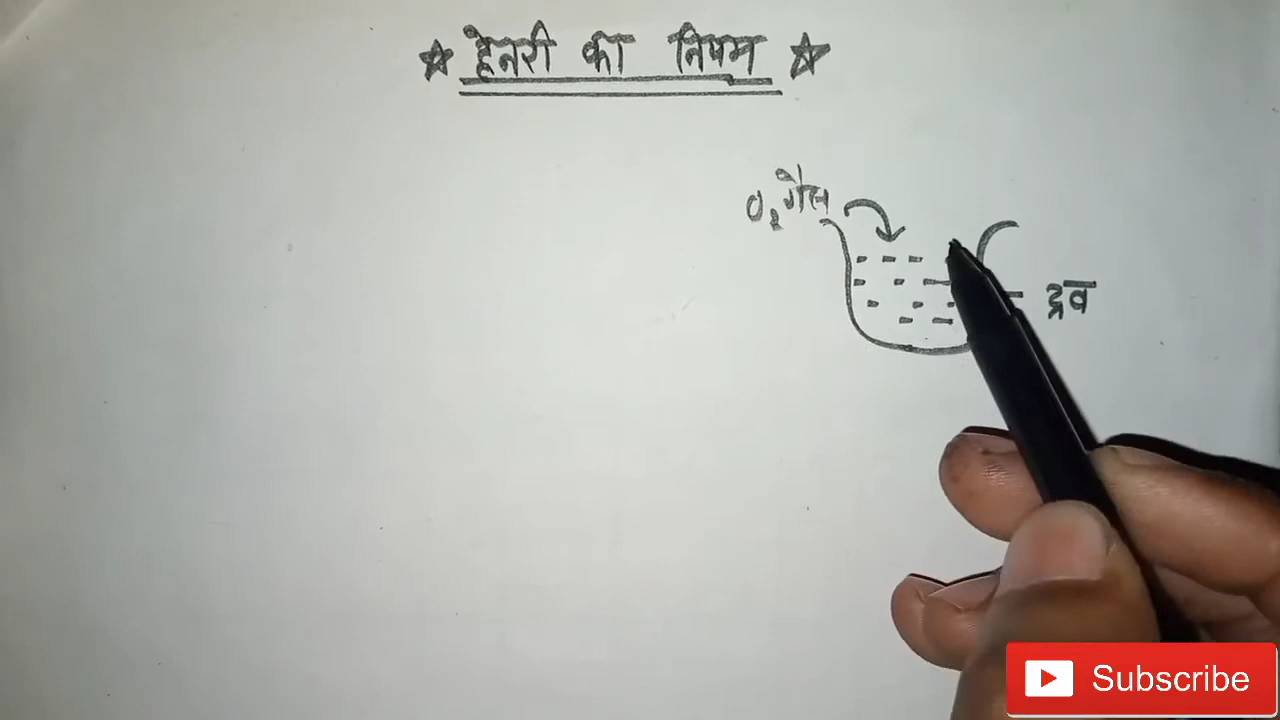 ☆ हेनरी का नियम ☆
O₂ गैस
द्रव
Subscribe